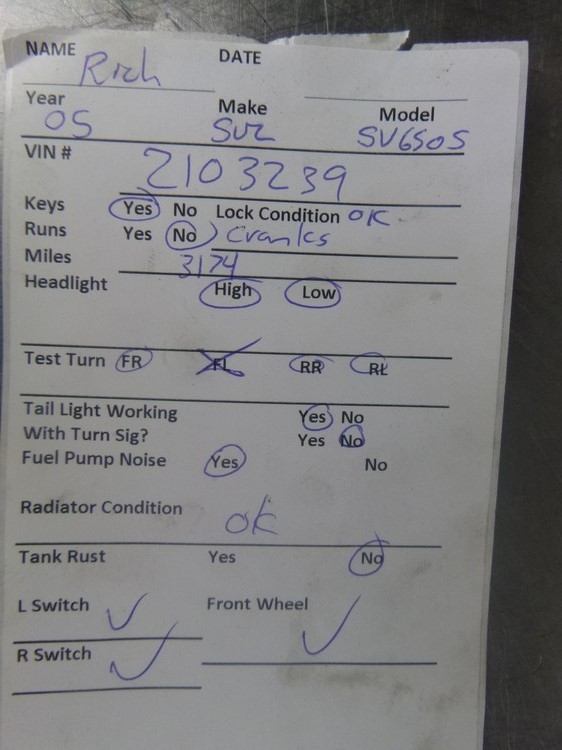 NAME Rich DATE
Year Make Model
05 SUZ SV650S
VIN # 2103239
Keys Yes No Lock Condition OK
Runs Yes No Cranks
Miles 3174
Headlight High Low
Test Turn FR FL RR RL
Tail Light Working Yes No
With Turn Sig? Yes No
Fuel Pump Noise Yes No
Radiator Condition OK
Tank Rust Yes No
L Switch ✓ Front Wheel ✓
R Switch ✓